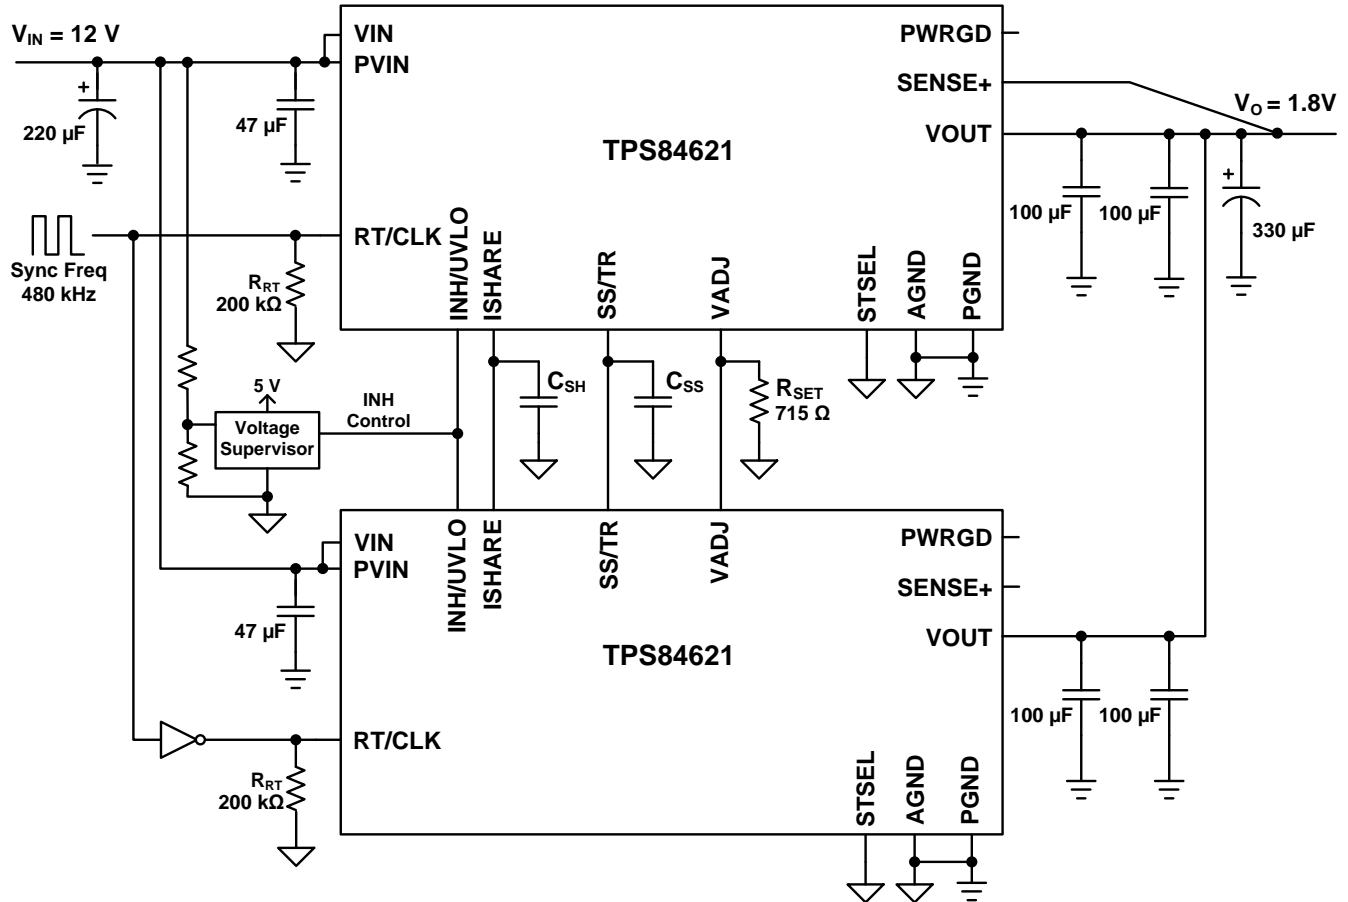 V_IN = 12 V
VIN
PVIN
PWRGD
SENSE+
V_O = 1.8V
VOUT
220 µF
47 µF
TPS84621
100 µF
100 µF
330 µF
Sync Freq
480 kHz
RT/CLK
R_RT
200 kΩ
INH/UVLO
ISHARE
SS/TR
VADJ
STSEL
AGND
PGND
C_SH
C_SS
R_SET
715 Ω
5 V
Voltage
Supervisor
INH
Control
INH/UVLO
ISHARE
SS/TR
VADJ
VIN
PVIN
PWRGD
SENSE+
VOUT
47 µF
TPS84621
100 µF
100 µF
RT/CLK
R_RT
200 kΩ
STSEL
AGND
PGND
+
+